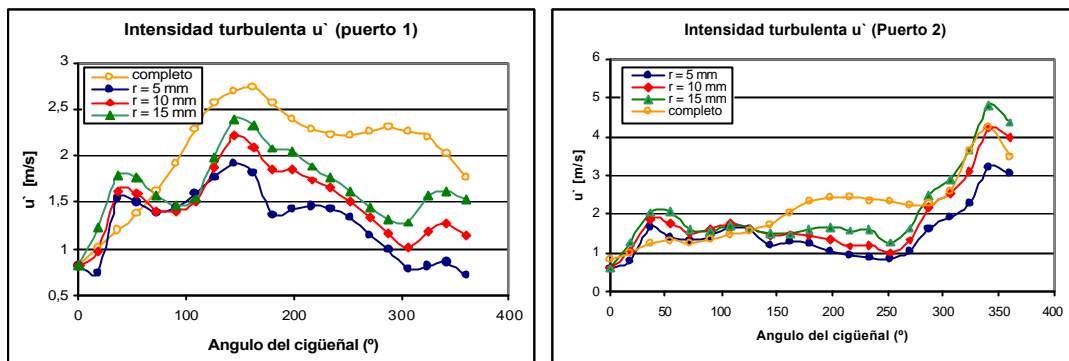 Intensidad turbulenta u` (puerto 1)
3
2,5
2
1,5
1
0,5
u` [m/s]
completo
r = 5 mm
r = 10 mm
r = 15 mm
0
100
200
300
400
Angulo del cigüeñal (º)
Intensidad turbulenta u` (Puerto 2)
6
5
4
3
2
1
0
u` [m/s]
r = 5 mm
r = 10 mm
r = 15 mm
completo
0
50
100
150
200
250
300
350
400
Angulo del cigüeñal (º)